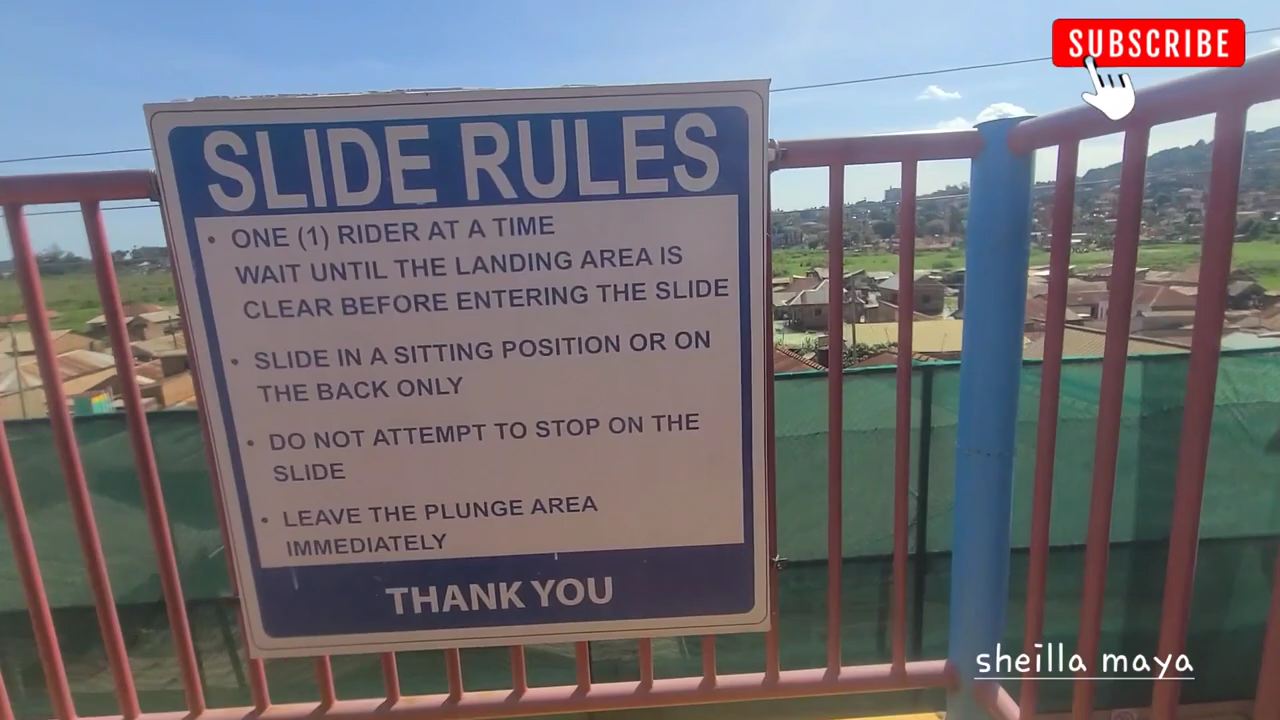 SUBSCRIBE
SLIDE RULES
• ONE (1) RIDER AT A TIME
WAIT UNTIL THE LANDING AREA IS
CLEAR BEFORE ENTERING THE SLIDE
• SLIDE IN A SITTING POSITION OR ON
THE BACK ONLY
• DO NOT ATTEMPT TO STOP ON THE
SLIDE
• LEAVE THE PLUNGE AREA
IMMEDIATELY
THANK YOU
sheilla maya